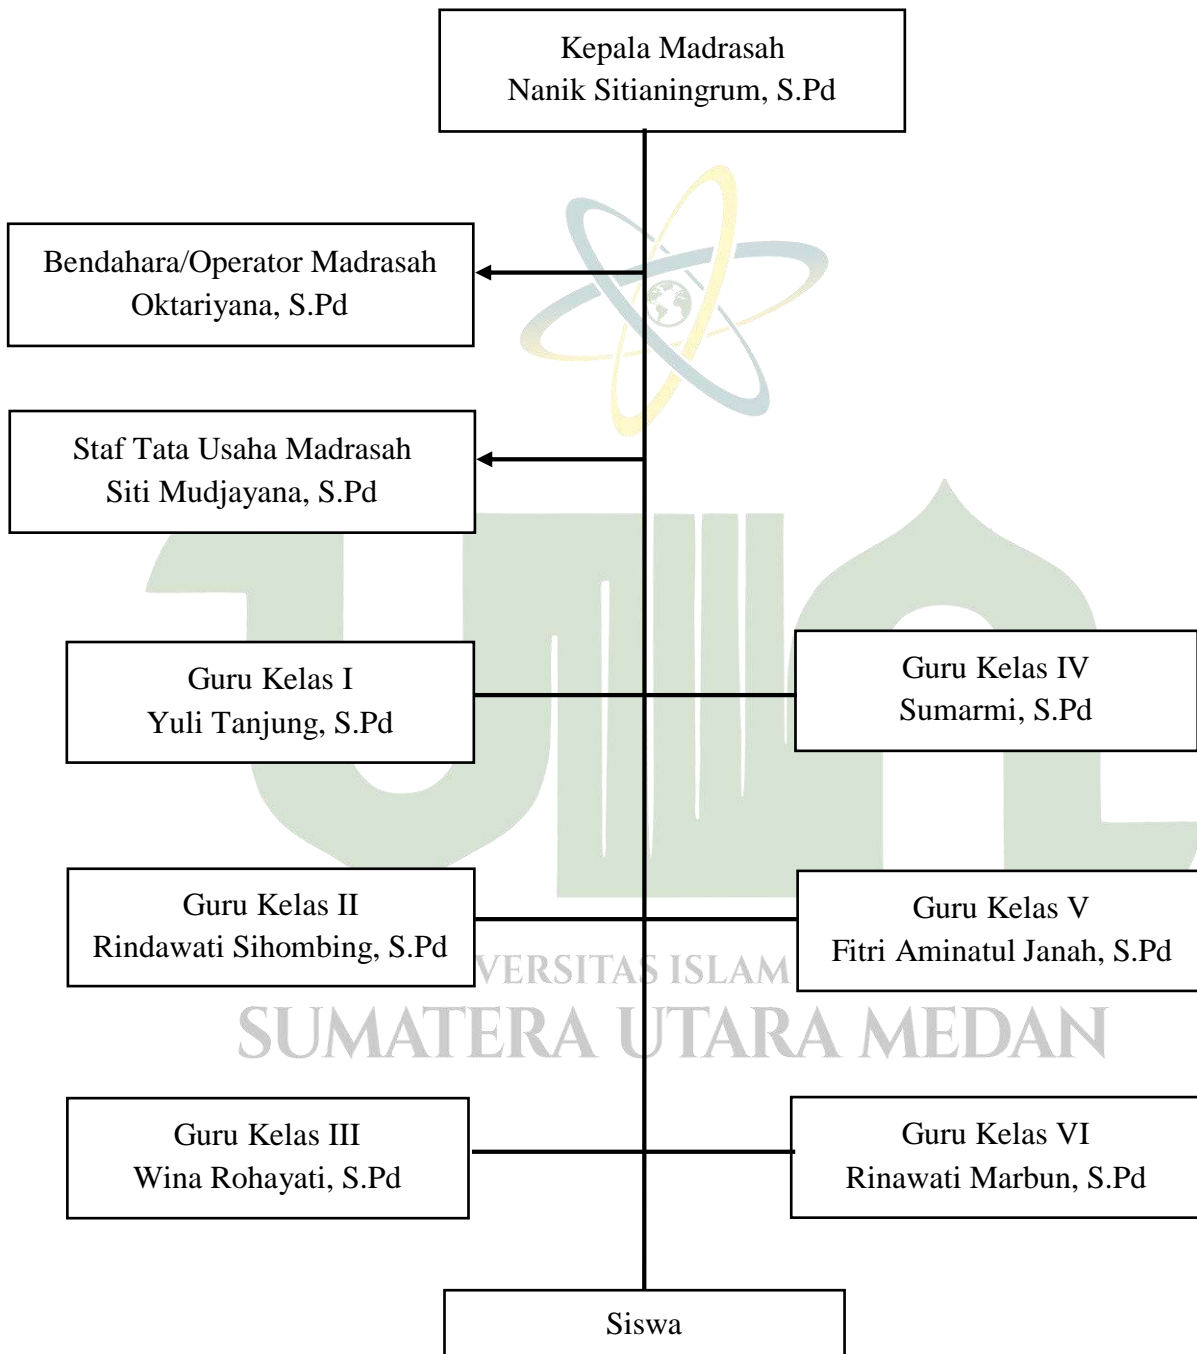 Kepala Madrasah
Nanik Sitianingrum, S.Pd
Bendahara/Operator Madrasah
Oktariyana, S.Pd
Staf Tata Usaha Madrasah
Siti Mudjayana, S.Pd
Guru Kelas I
Yuli Tanjung, S.Pd
Guru Kelas IV
Sumarmi, S.Pd
Guru Kelas II
Rindawati Sihombing, S.Pd
Guru Kelas V
Fitri Aminatul Janah, S.Pd
VERSITAS ISLAM
SUMATERA UTARA MEDAN
Guru Kelas III
Wina Rohayati, S.Pd
Guru Kelas VI
Rinawati Marbun, S.Pd
Siswa